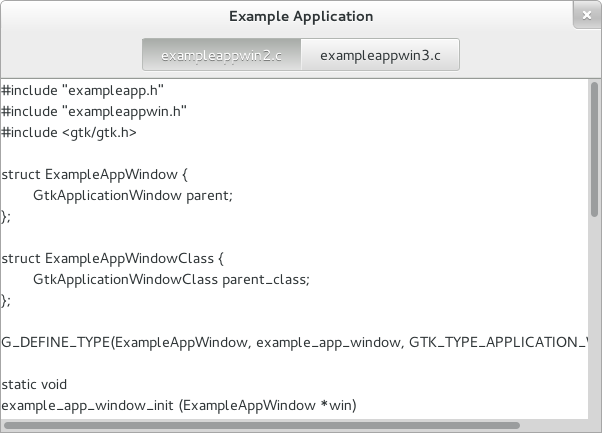 Example Application
exampleappwin2.c exampleappwin3.c
#include "exampleapp.h"
#include "exampleappwin.h"
#include <gtk/gtk.h>
struct ExampleAppWindow {
GtkApplicationWindow parent;
};
struct ExampleAppWindowClass {
GtkApplicationWindowClass parent_class;
};
G_DEFINE_TYPE(ExampleAppWindow, example_app_window, GTK_TYPE_APPLICATION_
static void
example_app_window_init (ExampleAppWindow *win)